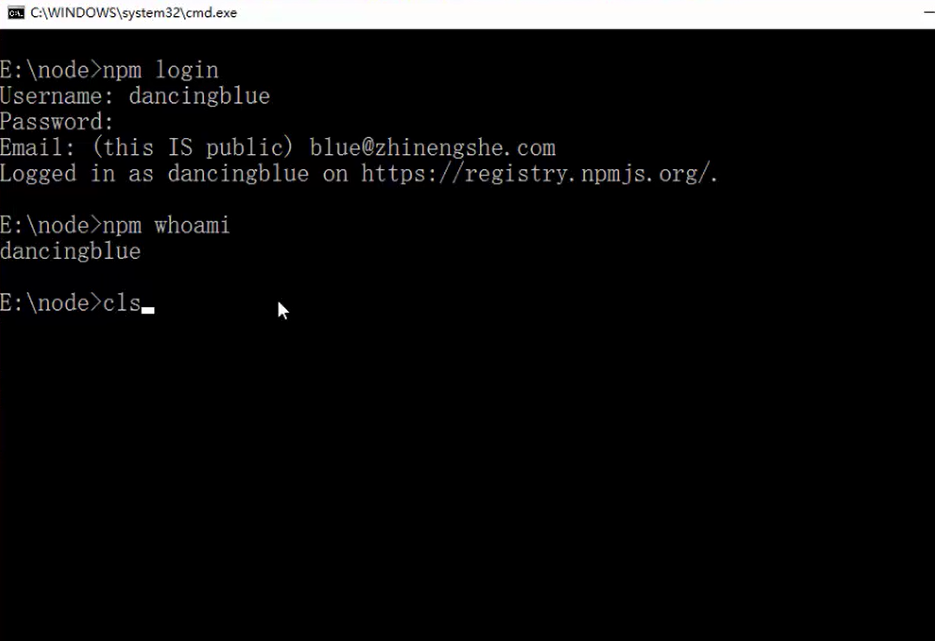 C:\WINDOWS\system32\cmd.exe
E:\node>npm login
Username: dancingblue
Password:
Email: (this IS public) blue@zhinengshe.com
Logged in as dancingblue on https://registry.npmjs.org/.
E:\node>npm whoami
dancingblue
E:\node>cls